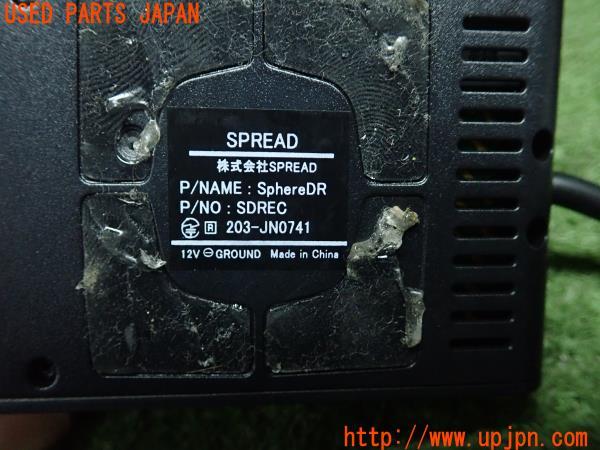 USED PARTS JAPAN
SPREAD
株式会社SPREAD
P/NAME : SphereDR
P/NO : SDREC
R 203-JN0741
12V ⊖ GROUND Made in China
http://www.upjpn.com